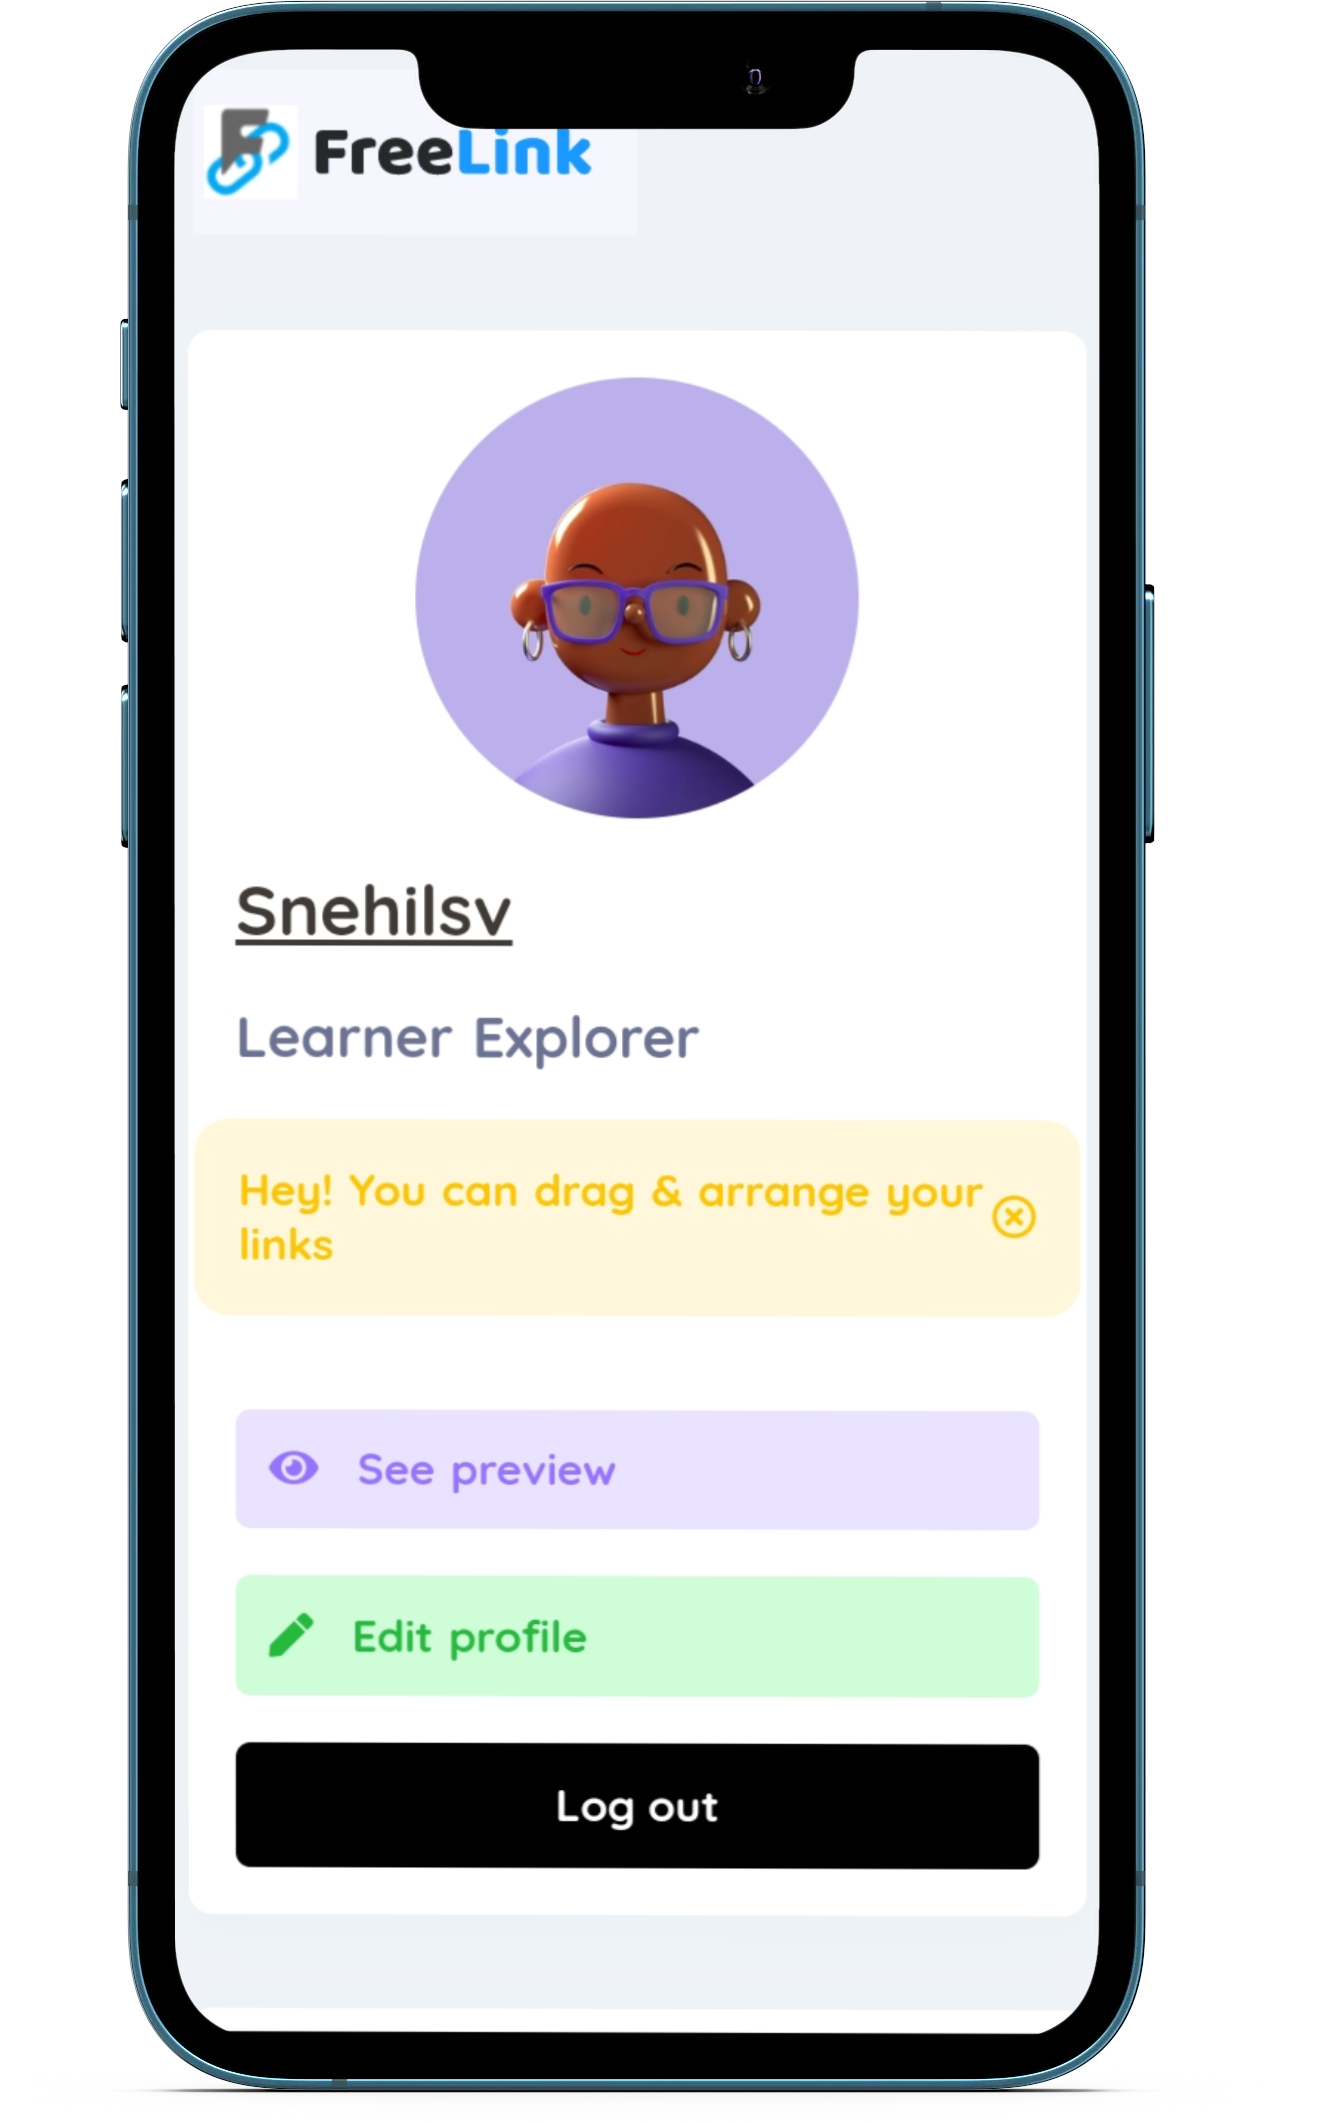 FreeLink
Snehilsv
Learner Explorer
Hey! You can drag & arrange your
links
See preview
Edit profile
Log out